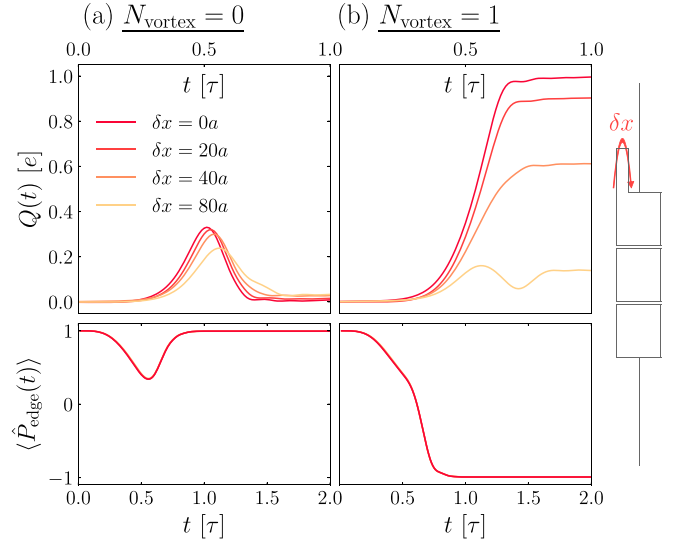 (a) N_vortex = 0
(b) N_vortex = 1
0.0 0.5 1.0
0.0 0.5 1.0
t [τ]
t [τ]
Q(t) [e]
1.0
0.8
0.6
0.4
0.2
0.0
δx = 0a
δx = 20a
δx = 40a
δx = 80a
δx
⟨P̂_edge(t)⟩
1
0
−1
0.0 0.5 1.0 1.5 2.0
0.5 1.0 1.5 2.0
t [τ]
t [τ]